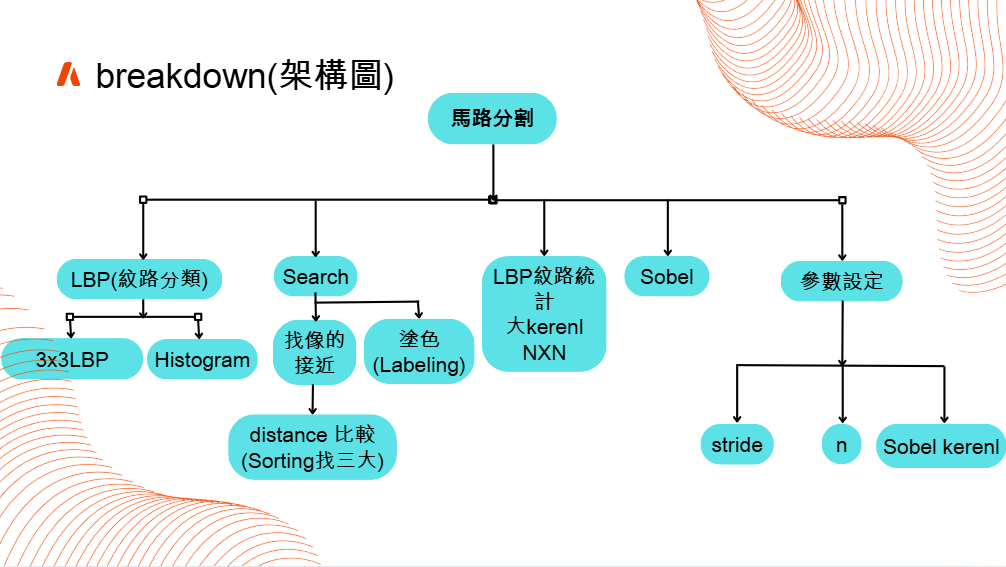 breakdown(架構圖)
馬路分割
LBP(紋路分類)
3x3LBP
Histogram
Search
找像的
接近
distance 比較
(Sorting找三大)
塗色
(Labeling)
LBP紋路統
計
大kerenl
NXN
Sobel
參數設定
stride
n
Sobel kerenl